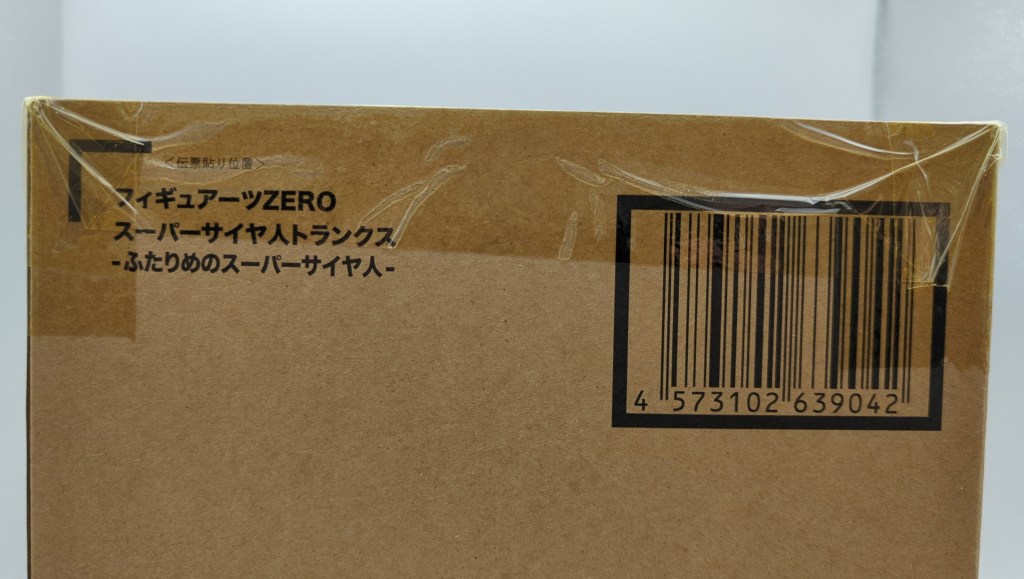 <伝票貼り位置>
フィギュアーツZERO
スーパーサイヤ人トランクス
-ふたりめのスーパーサイヤ人-
4 573102 639042